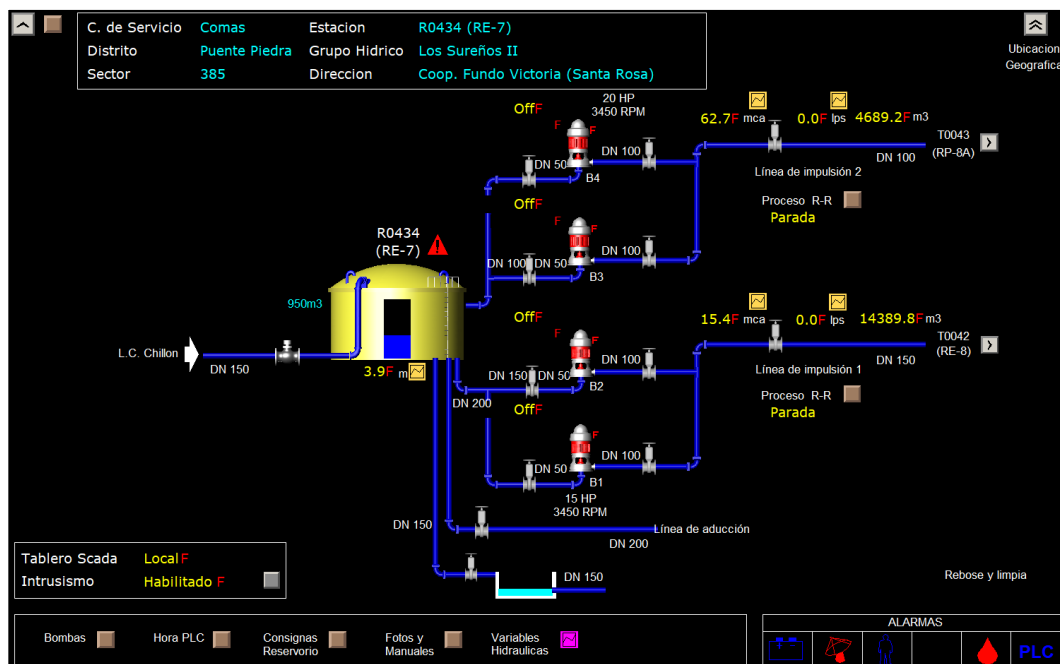 C. de Servicio Comas Estacion R0434 (RE-7)
Distrito Puente Piedra Grupo Hidrico Los Sureños II
Sector 385 Direccion Coop. Fundo Victoria (Santa Rosa)
Ubicacion
Geografica
20 HP
3450 RPM
OffF
F
F
62.7F mca
0.0F lps
4689.2F m3
T0043
(RP-8A)
DN 100
DN 50
DN 100
B4
Línea de impulsión 2
Proceso R-R
Parada
OffF
F
F
DN 100
DN 100
DN 50
B3
R0434
(RE-7)
950m3
L.C. Chillon
DN 150
3.9F m
OffF
F
F
15.4F mca
0.0F lps
14389.8F m3
T0042
(RE-8)
DN 150
DN 100
DN 150
DN 50
B2
Línea de impulsión 1
Proceso R-R
Parada
DN 200
OffF
F
DN 100
DN 50
B1
15 HP
3450 RPM
DN 150
Línea de aducción
DN 200
DN 150
Rebose y limpia
Tablero Scada LocalF
Intrusismo Habilitado F
Bombas
Hora PLC
Consignas
Reservorio
Fotos y
Manuales
Variables
Hidraulicas
ALARMAS
PLC